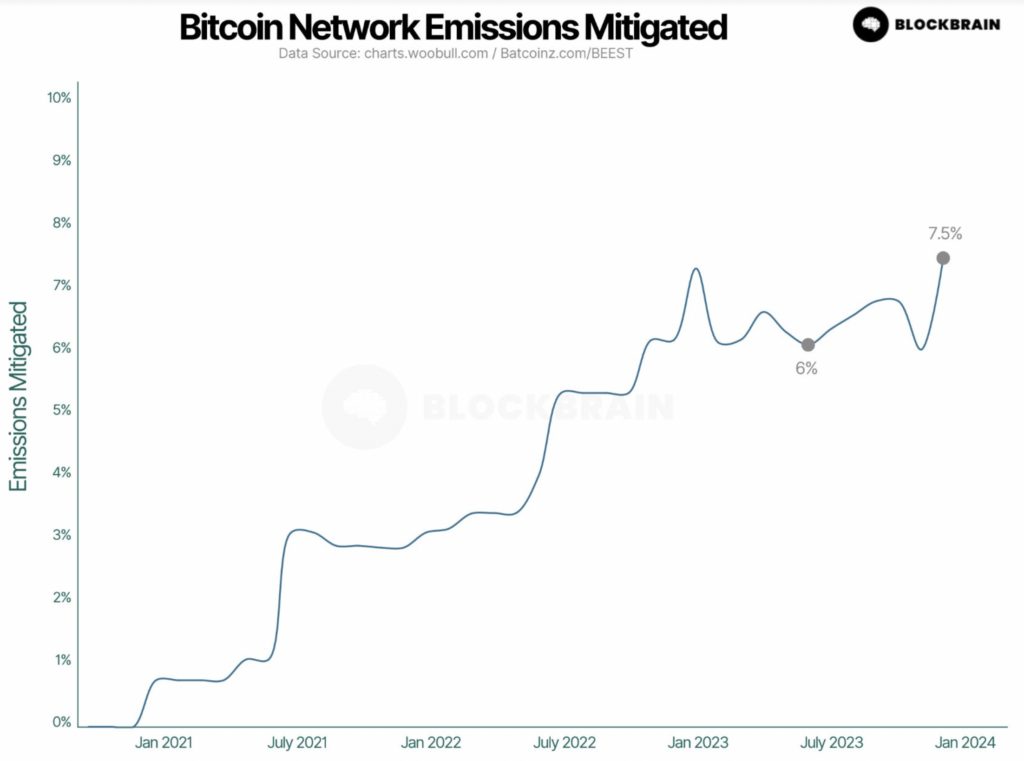 Bitcoin Network Emissions Mitigated
BLOCKBRAIN
Data Source: charts.woobull.com / Batcoinz.com/BEEST
10%
9%
8%
7%
6%
5%
4%
3%
2%
1%
0%
Emissions Mitigated
7.5%
6%
BLOCKBRAIN
Jan 2021
July 2021
Jan 2022
July 2022
Jan 2023
July 2023
Jan 2024